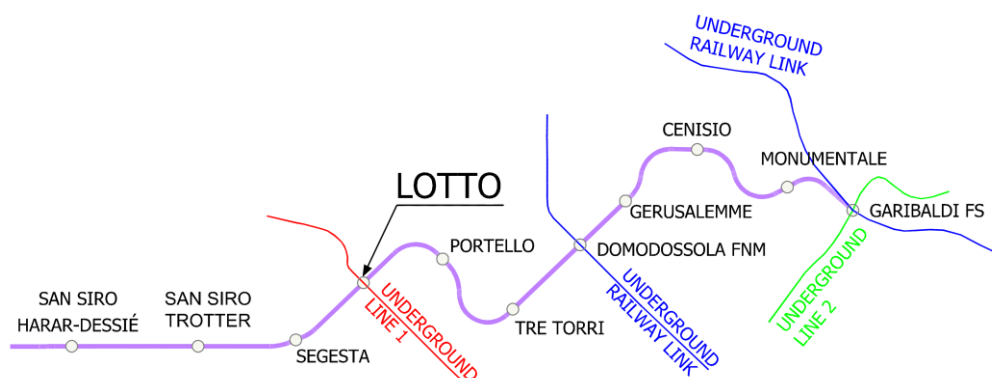 UNDERGROUND
RAILWAY LINK
CENISIO
MONUMENTALE
LOTTO
GERUSALEMME
GARIBALDI FS
PORTELLO
DOMODOSSOLA FNM
UNDERGROUND
LINE 2
SAN SIRO
HARAR-DESSIÉ
SAN SIRO
TROTTER
UNDERGROUND
LINE 1
UNDERGROUND
RAILWAY LINK
TRE TORRI
SEGESTA